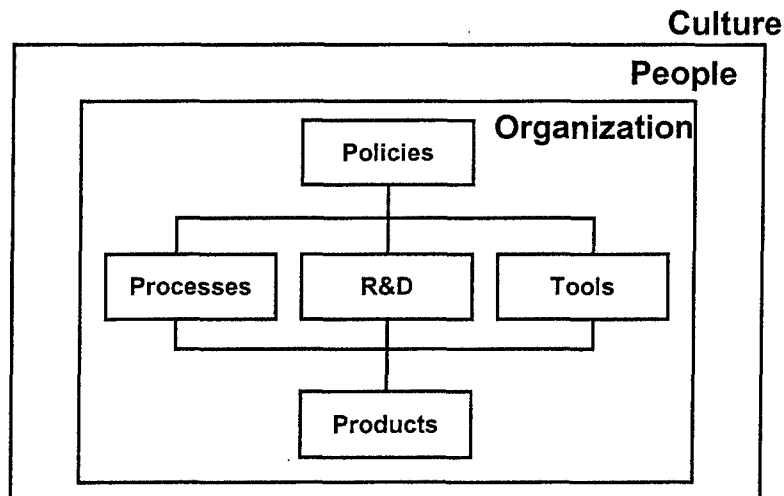 Culture
People
Organization
Policies
Processes
R&D
Tools
Products